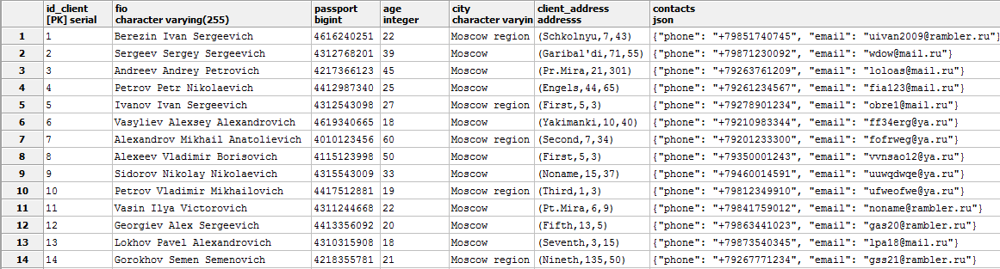 id_client fio passport age city client_address contacts
[PK] serial character varying(255) bigint integer character varyin addresss json
1 1 Berezin Ivan Sergeevich 4616240251 22 Moscow region (Schkolnyu,7,43) {"phone": "+79851740745", "email": "uivan2009@rambler.ru"}
2 2 Sergeev Sergey Sergeevich 4312768201 39 Moscow (Garibal'di,71,55) {"phone": "+79871230092", "email": "wdow@mail.ru"}
3 3 Andreev Andrey Petrovich 4217366123 45 Moscow (Pr.Mira,21,301) {"phone": "+79263761209", "email": "loloas@mail.ru"}
4 4 Petrov Petr Nikolaevich 4412987340 25 Moscow (Engels,44,65) {"phone": "+79261234567", "email": "fia123@mail.ru"}
5 5 Ivanov Ivan Sergeevich 4312543098 27 Moscow region (First,5,3) {"phone": "+79278901234", "email": "obre1@mail.ru"}
6 6 Vasyliev Alexsey Alexandrovich 4619340665 18 Moscow (Yakimanki,10,40) {"phone": "+79210983344", "email": "ff34erg@ya.ru"}
7 7 Alexandrov Mikhail Anatolievich 4010123456 60 Moscow region (Second,7,34) {"phone": "+79201233300", "email": "fofrweg@ya.ru"}
8 8 Alexeev Vladimir Borisovich 4115123998 50 Moscow (First,5,3) {"phone": "+79350001243", "email": "vvnsao12@ya.ru"}
9 9 Sidorov Nikolay Nikolaevich 4315543009 33 Moscow (Noname,15,37) {"phone": "+79460014591", "email": "uuwqdwqe@ya.ru"}
10 10 Petrov Vladimir Mikhailovich 4417512881 19 Moscow region (Third,1,3) {"phone": "+79812349910", "email": "ufweofwe@ya.ru"}
11 11 Vasin Ilya Victorovich 4311244668 22 Moscow (Pt.Mira,6,9) {"phone": "+79841759012", "email": "noname@rambler.ru"}
12 12 Georgiev Alex Sergeevich 4413356092 20 Moscow (Fifth,13,5) {"phone": "+79863441023", "email": "gas20@rambler.ru"}
13 13 Lokhov Pavel Alexandrovich 4310315908 18 Moscow (Seventh,3,15) {"phone": "+79873540345", "email": "lpa18@mail.ru"}
14 14 Gorokhov Semen Semenovich 4218355781 21 Moscow region (Nineth,135,50) {"phone": "+79267771234", "email": "gss21@rambler.ru"}